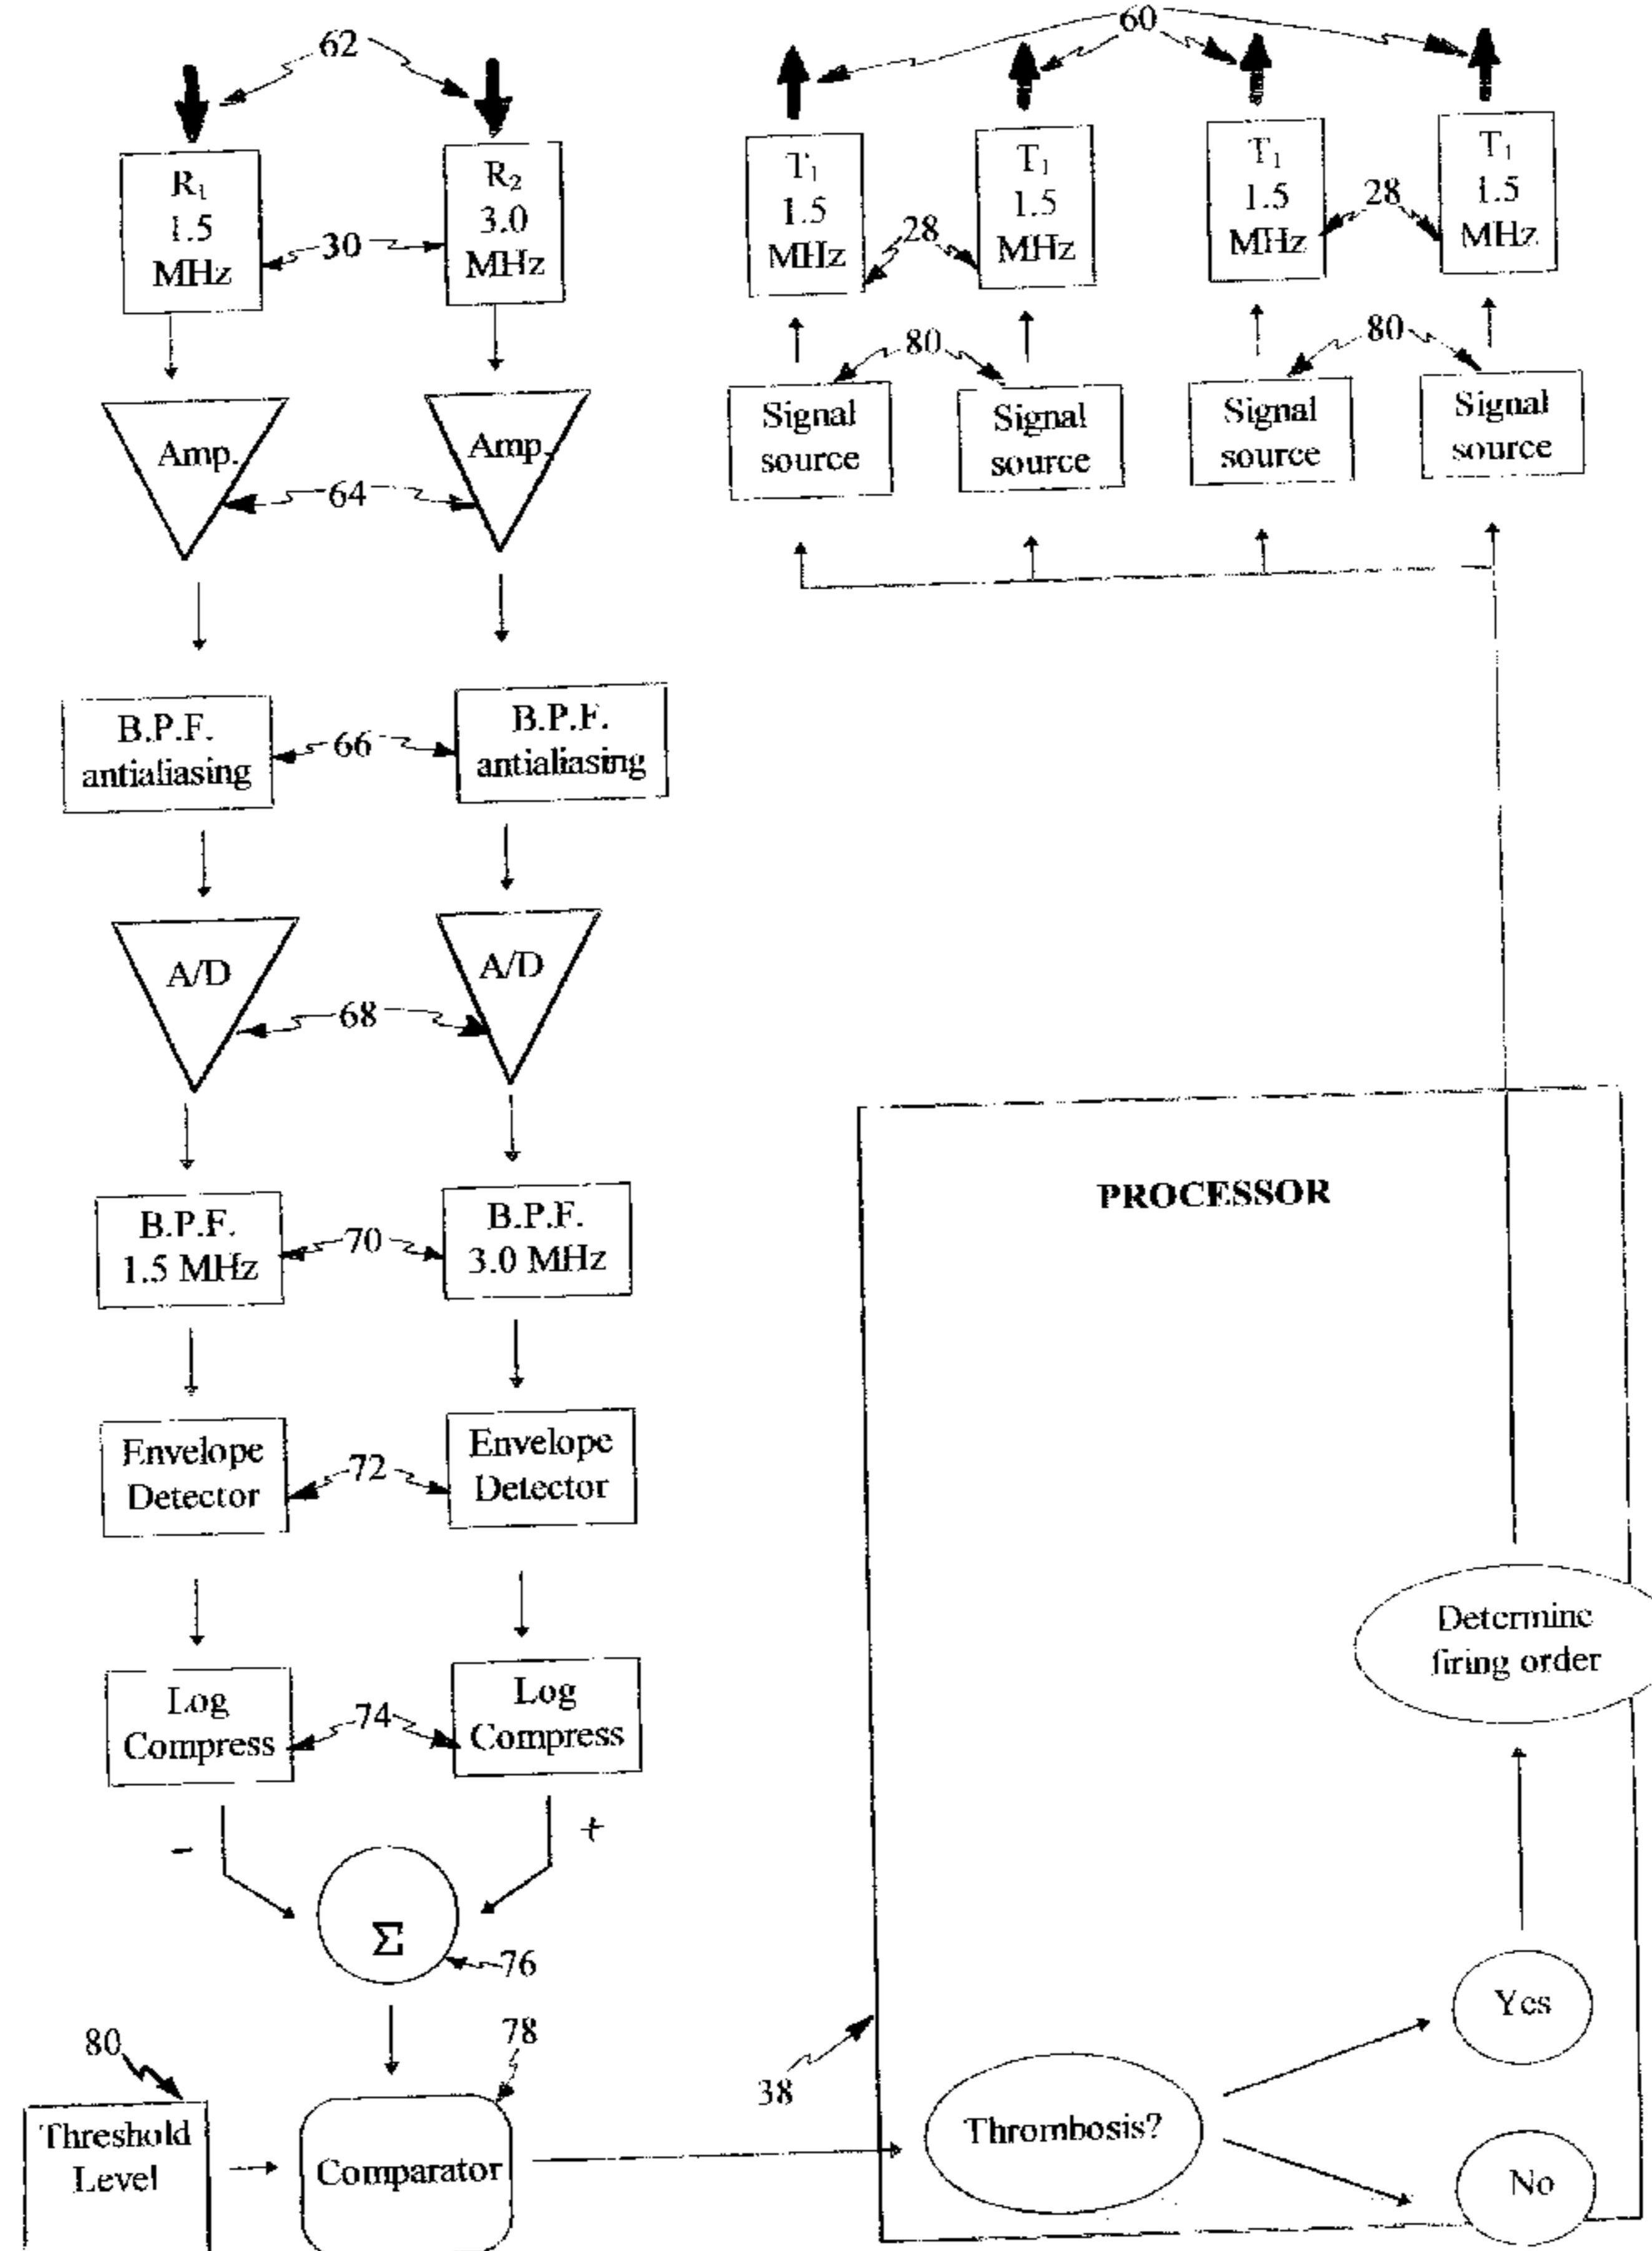 62
60
R1
1.5
MHz
R2
3.0
MHz
30
T1
1.5
MHz
T1
1.5
MHz
T1
1.5
MHz
T1
1.5
MHz
28
28
80
80
Signal
source
Signal
source
Signal
source
Signal
source
Amp.
Amp.
64
B.P.F.
antialiasing
66
B.P.F.
antialiasing
A/D
A/D
68
PROCESSOR
B.P.F.
1.5 MHz
70
B.P.F.
3.0 MHz
Envelope
Detector
72
Envelope
Detector
Log
Compress
74
Log
Compress
Determine
firing order
-
+
Σ
76
Yes
80
78
38
Threshold
Level
Comparator
Thrombosis?
No